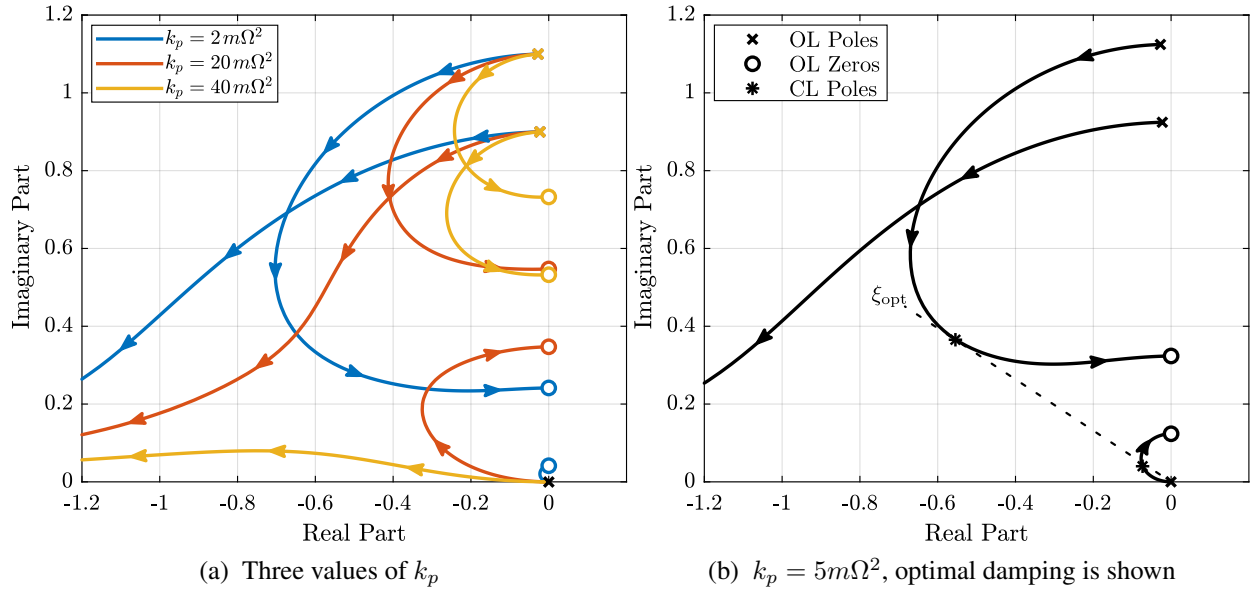 k_p = 2 mΩ²
k_p = 20 mΩ²
k_p = 40 mΩ²
1
0.8
0.6
0.4
0.2
0
-1.2
-1
-0.8
-0.6
-0.4
-0.2
0
Imaginary Part
Real Part
(a) Three values of k_p
OL Poles
OL Zeros
CL Poles
ξ_opt
1
0.8
0.6
0.4
0.2
0
-1.2
-1
-0.8
-0.6
-0.4
-0.2
0
Imaginary Part
Real Part
(b) k_p = 5mΩ², optimal damping is shown